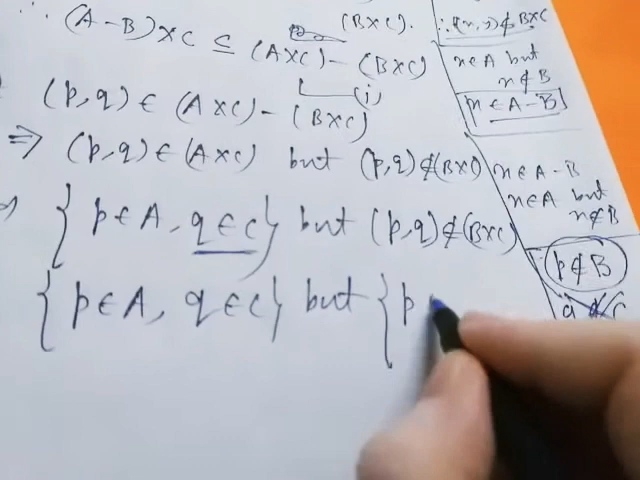 ∴ (A-B)×C ⊆ (A×C)-(B×C)
(B×C).
(i)
(p,q) ∈ (A×C)-(B×C)
⇒ (p,q) ∈ (A×C) but (p,q) ∉ (B×C)
{ p ∈ A, q ∈ C } but (p,q) ∉ (B×C)
{ p ∈ A, q ∈ C } but { p
∴ (x,y) ∉ B×C
x ∈ A but
x ∉ B
x ∈ A-B
x ∈ A-B
x ∈ A but
x ∉ B
p ∉ B
q ∉ C